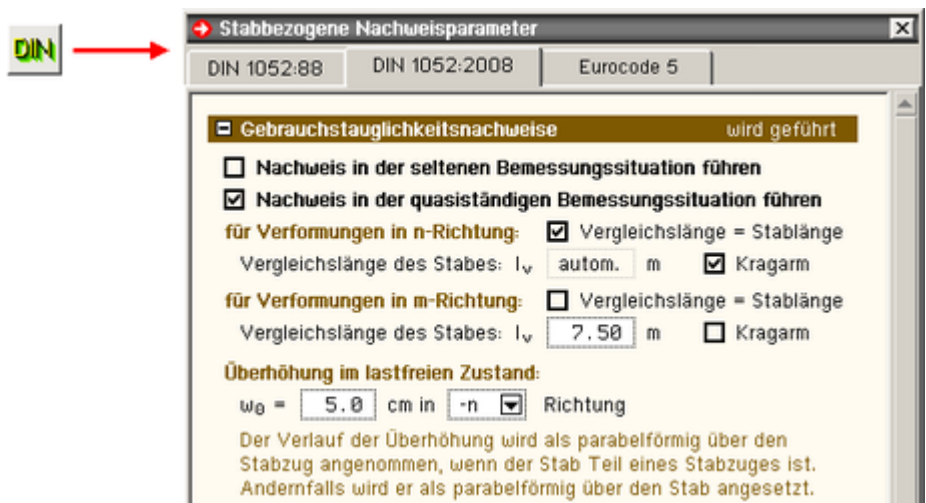 DIN
Stabbezogene Nachweisparameter
DIN 1052:88 DIN 1052:2008 Eurocode 5
Gebrauchstauglichkeitsnachweise wird geführt
Nachweis in der seltenen Bemessungssituation führen
Nachweis in der quasiständigen Bemessungssituation führen
für Verformungen in n-Richtung: Vergleichslänge = Stablänge
Vergleichslänge des Stabes: lv autom. m Kragarm
für Verformungen in m-Richtung: Vergleichslänge = Stablänge
Vergleichslänge des Stabes: lv 7.50 m Kragarm
Überhöhung im lastfreien Zustand:
w0 = 5.0 cm in -n Richtung
Der Verlauf der Überhöhung wird als parabelförmig über den
Stabzug angenommen, wenn der Stab Teil eines Stabzuges ist.
Andernfalls wird er als parabelförmig über den Stab angesetzt.